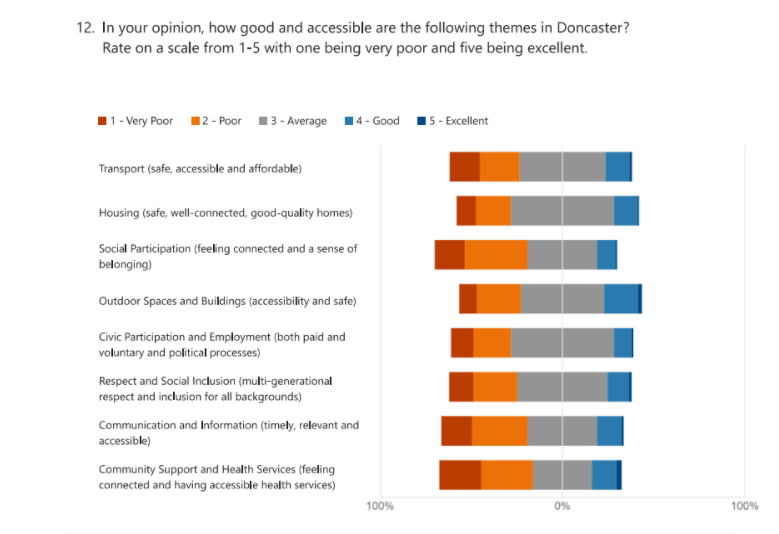 12. In your opinion, how good and accessible are the following themes in Doncaster?
Rate on a scale from 1-5 with one being very poor and five being excellent.
1 - Very Poor 2 - Poor 3 - Average 4 - Good 5 - Excellent
Transport (safe, accessible and affordable)
Housing (safe, well-connected, good-quality homes)
Social Participation (feeling connected and a sense of
belonging)
Outdoor Spaces and Buildings (accessibility and safe)
Civic Participation and Employment (both paid and
voluntary and political processes)
Respect and Social Inclusion (multi-generational
respect and inclusion for all backgrounds)
Communication and Information (timely, relevant and
accessible)
Community Support and Health Services (feeling
connected and having accessible health services)
100% 0% 100%